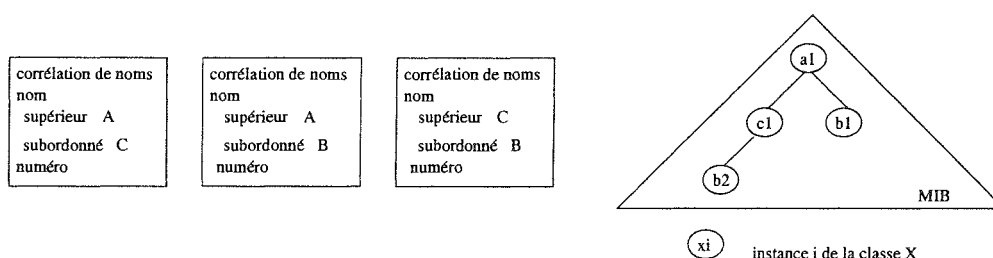 corrélation de noms
nom
supérieur A
subordonné C
numéro
corrélation de noms
nom
supérieur A
subordonné B
numéro
corrélation de noms
nom
supérieur C
subordonné B
numéro
a1
c1
b1
b2
MIB
xi
instance i de la classe X